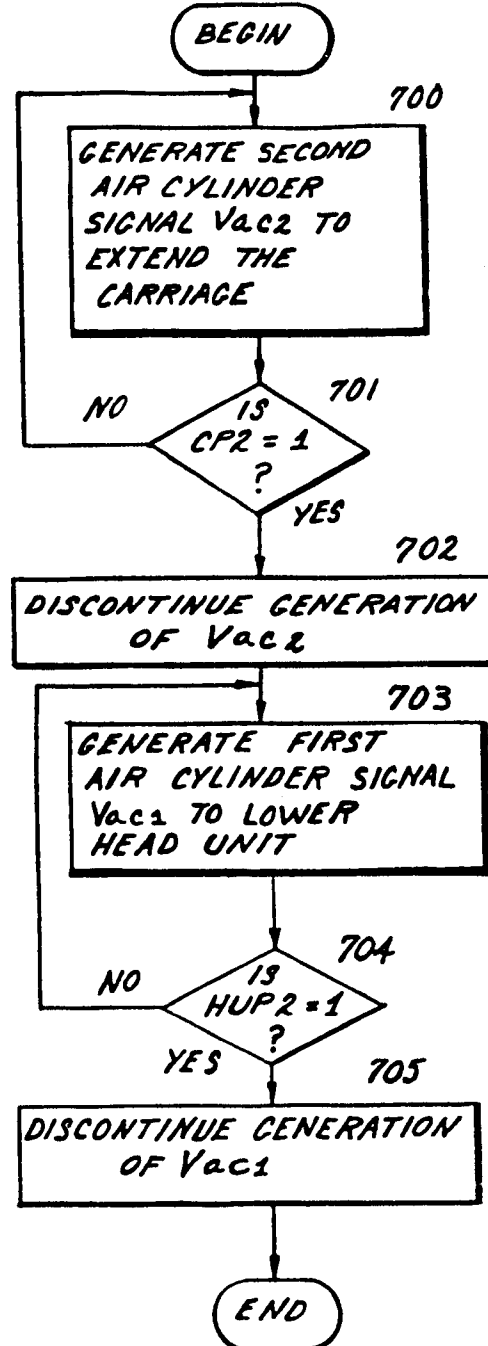 BEGIN
700
GENERATE SECOND
AIR CYLINDER
SIGNAL Vac2 TO
EXTEND THE
CARRIAGE
701
NO
IS
CP2 = 1
?
YES
702
DISCONTINUE GENERATION
OF Vac2
703
GENERATE FIRST
AIR CYLINDER SIGNAL
Vac1 TO LOWER
HEAD UNIT
704
NO
IS
HUP2 = 1
?
YES
705
DISCONTINUE GENERATION
OF Vac1
END